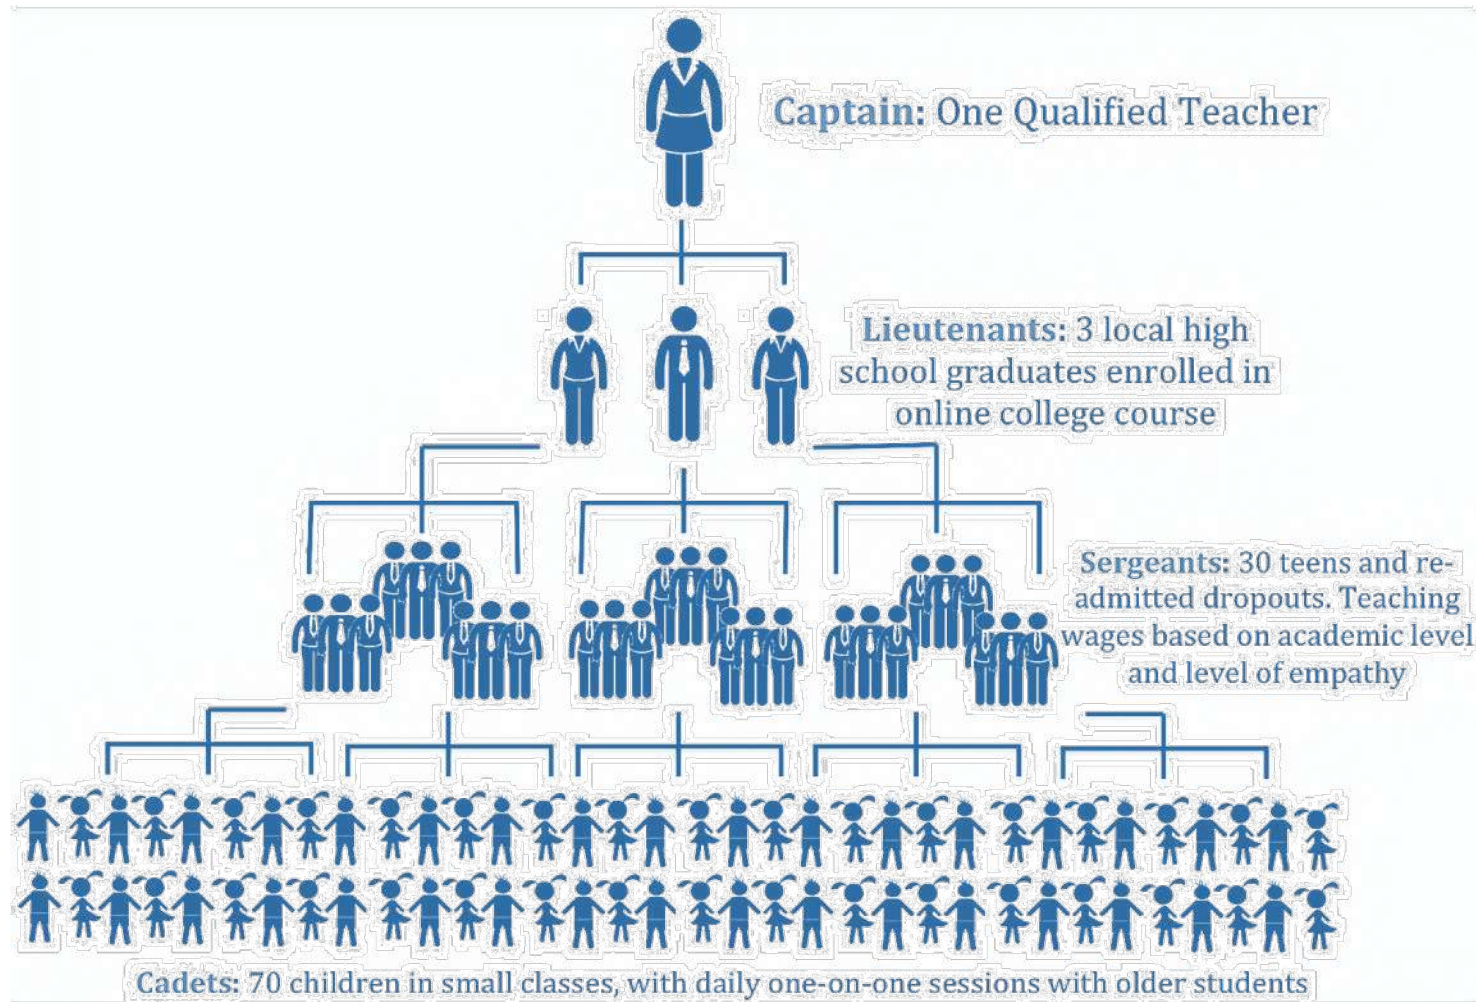 Captain: One Qualified Teacher
Lieutenants: 3 local high
school graduates enrolled in
online college course
Sergeants: 30 teens and re-
admitted dropouts. Teaching
wages based on academic level
and level of empathy
Cadets: 70 children in small classes, with daily one-on-one sessions with older students